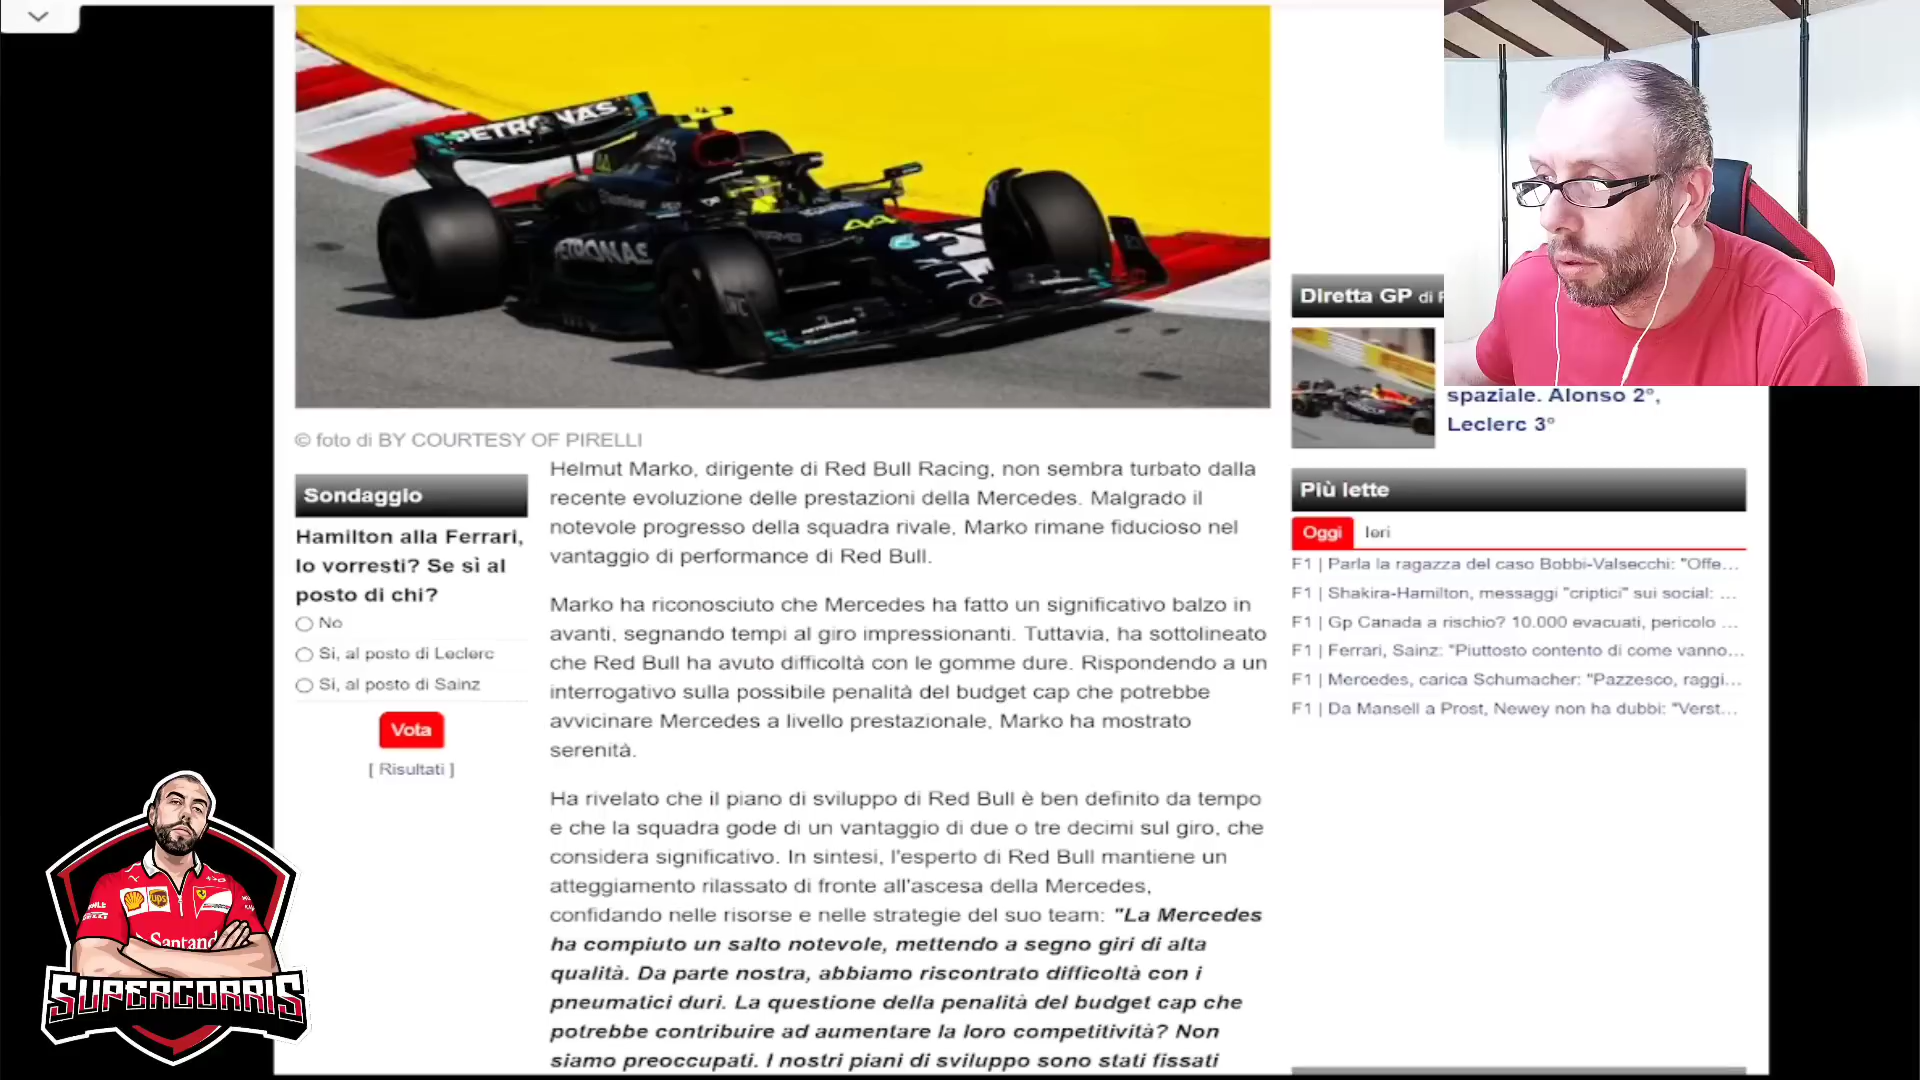 PETRONAS
44
PETRONAS
44
© foto di BY COURTESY OF PIRELLI
Sondaggio
Hamilton alla Ferrari,
lo vorresti? Se sì al
posto di chi?
No
Si, al posto di Leclerc
Si, al posto di Sainz
Vota
[ Risultati ]
Helmut Marko, dirigente di Red Bull Racing, non sembra turbato dalla
recente evoluzione delle prestazioni della Mercedes. Malgrado il
notevole progresso della squadra rivale, Marko rimane fiducioso nel
vantaggio di performance di Red Bull.
Marko ha riconosciuto che Mercedes ha fatto un significativo balzo in
avanti, segnando tempi al giro impressionanti. Tuttavia, ha sottolineato
che Red Bull ha avuto difficoltà con le gomme dure. Rispondendo a un
interrogativo sulla possibile penalità del budget cap che potrebbe
avvicinare Mercedes a livello prestazionale, Marko ha mostrato
serenità.
Ha rivelato che il piano di sviluppo di Red Bull è ben definito da tempo
e che la squadra gode di un vantaggio di due o tre decimi sul giro, che
considera significativo. In sintesi, l'esperto di Red Bull mantiene un
atteggiamento rilassato di fronte all'ascesa della Mercedes,
confidando nelle risorse e nelle strategie del suo team: "La Mercedes
ha compiuto un salto notevole, mettendo a segno giri di alta
qualità. Da parte nostra, abbiamo riscontrato difficoltà con i
pneumatici duri. La questione della penalità del budget cap che
potrebbe contribuire ad aumentare la loro competitività? Non
siamo preoccupati. I nostri piani di sviluppo sono stati fissati
Diretta GP di
spaziale. Alonso 2°,
Leclerc 3°
Più lette
Oggi Ieri
F1 | Parla la ragazza del caso Bobbi-Valsecchi: "Offe...
F1 | Shakira-Hamilton, messaggi "criptici" sui social: ...
F1 | Gp Canada a rischio? 10.000 evacuati, pericolo ...
F1 | Ferrari, Sainz: "Piuttosto contento di come vanno...
F1 | Mercedes, carica Schumacher: "Pazzesco, raggi...
F1 | Da Mansell a Prost, Newey non ha dubbi: "Verst...
ups
Santand
SUPERCORRIS